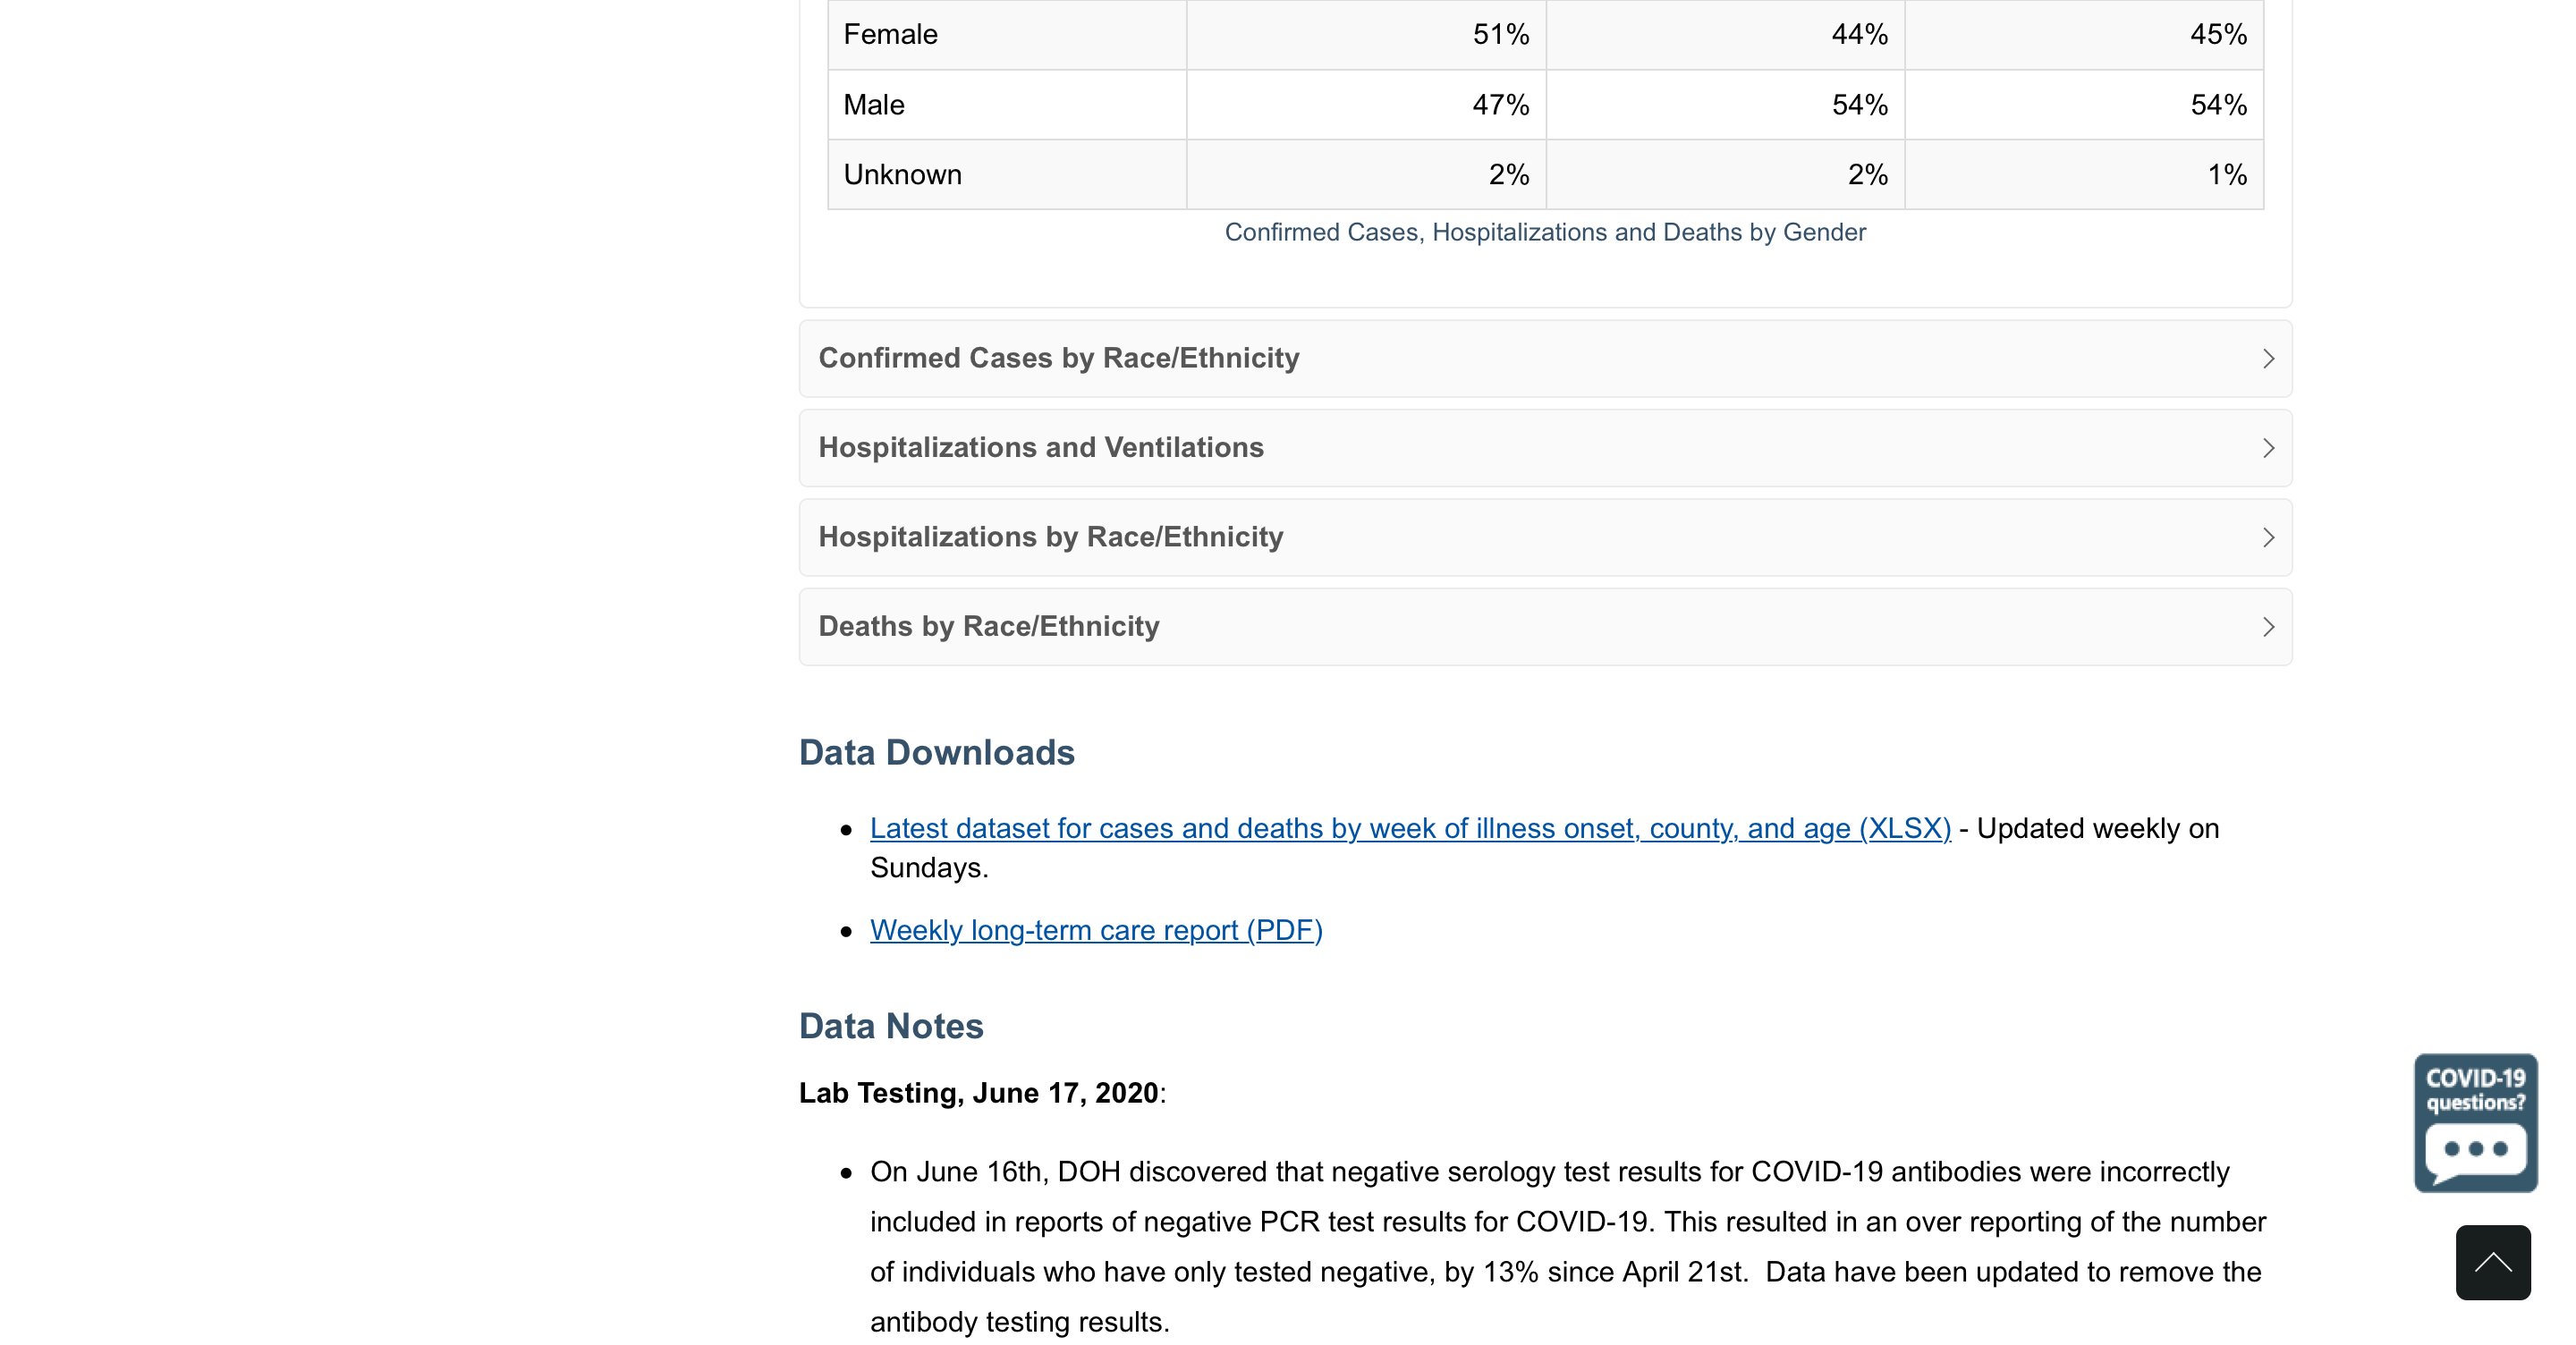 Female 51% 44% 45%
Male 47% 54% 54%
Unknown 2% 2% 1%
Confirmed Cases, Hospitalizations and Deaths by Gender
Confirmed Cases by Race/Ethnicity
Hospitalizations and Ventilations
Hospitalizations by Race/Ethnicity
Deaths by Race/Ethnicity
Data Downloads
Latest dataset for cases and deaths by week of illness onset, county, and age (XLSX) - Updated weekly on
Sundays.
Weekly long-term care report (PDF)
Data Notes
Lab Testing, June 17, 2020:
On June 16th, DOH discovered that negative serology test results for COVID-19 antibodies were incorrectly
included in reports of negative PCR test results for COVID-19. This resulted in an over reporting of the number
of individuals who have only tested negative, by 13% since April 21st.  Data have been updated to remove the
antibody testing results.
COVID-19
questions?